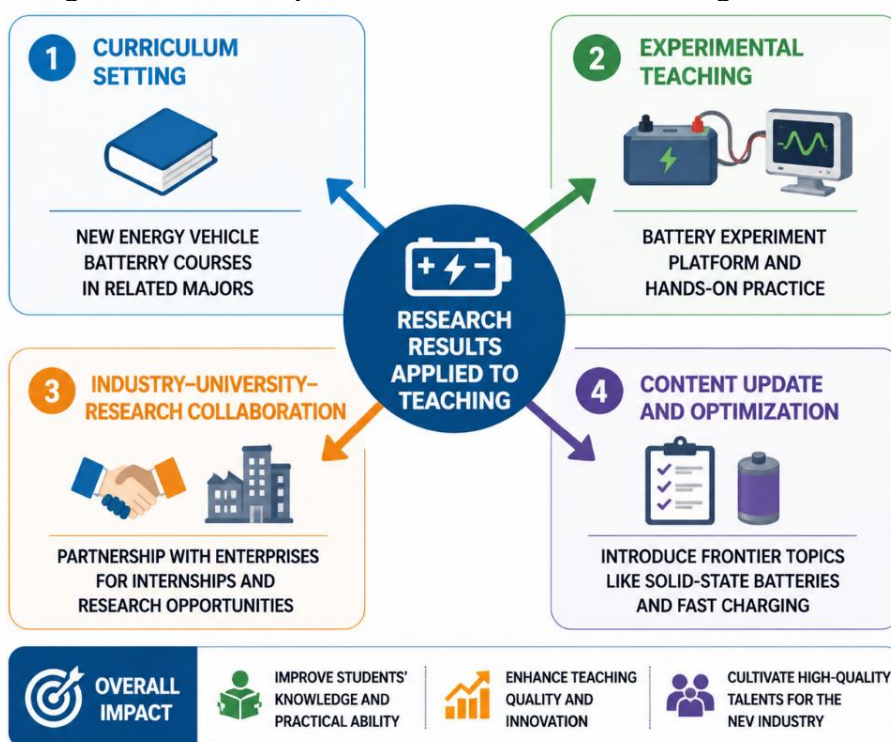 1
CURRICULUM
SETTING
NEW ENERGY VEHICLE
BATTERRY COURSES
IN RELATED MAJORS
2
EXPERIMENTAL
TEACHING
BATTERY EXPERIMENT
PLATFORM AND
HANDS-ON PRACTICE
+ −
RESEARCH
RESULTS
APPLIED TO
TEACHING
3
INDUSTRY–UNIVERSITY–
RESEARCH COLLABORATION
PARTNERSHIP WITH ENTERPRISES
FOR INTERNSHIPS AND
RESEARCH OPPORTUNITIES
4
CONTENT UPDATE
AND OPTIMIZATION
INTRODUCE FRONTIER TOPICS
LIKE SOLID-STATE BATTERIES
AND FAST CHARGING
OVERALL
IMPACT
IMPROVE STUDENTS'
KNOWLEDGE AND
PRACTICAL ABILITY
ENHANCE TEACHING
QUALITY AND
INNOVATION
CULTIVATE HIGH-QUALITY
TALENTS FOR THE
NEV INDUSTRY